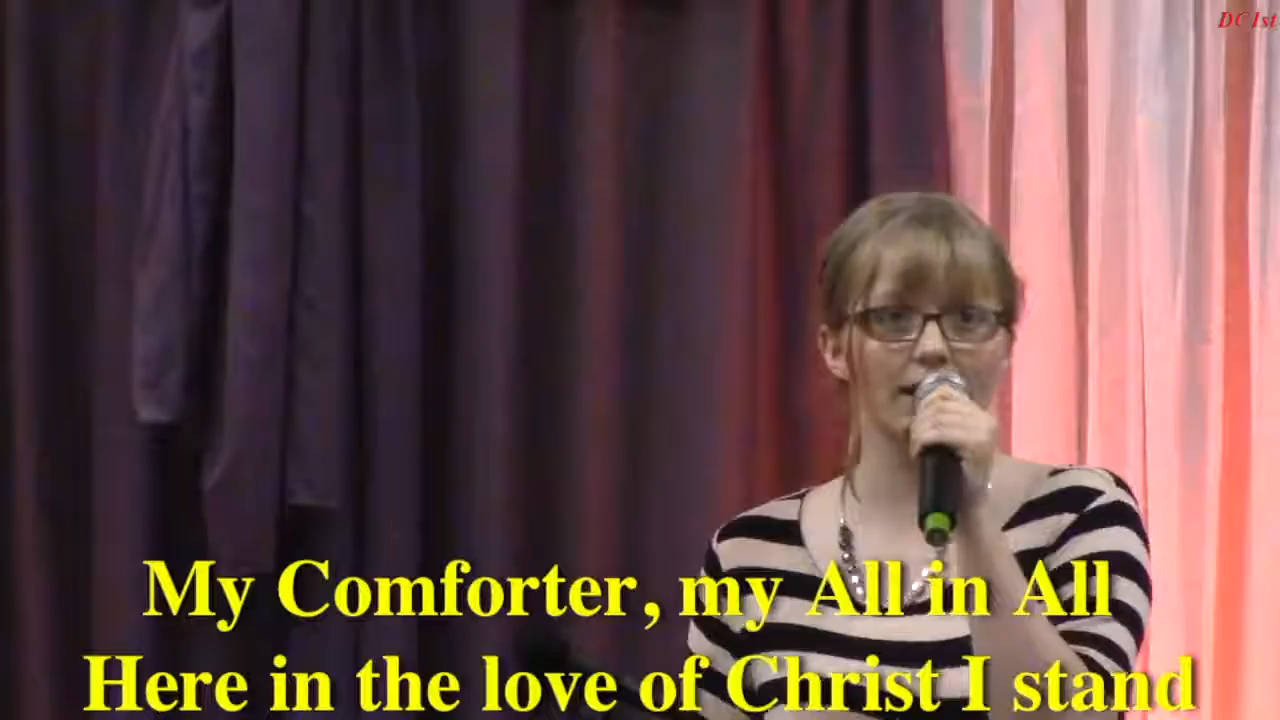 DC 1st
My Comforter, my All in All
Here in the love of Christ I stand